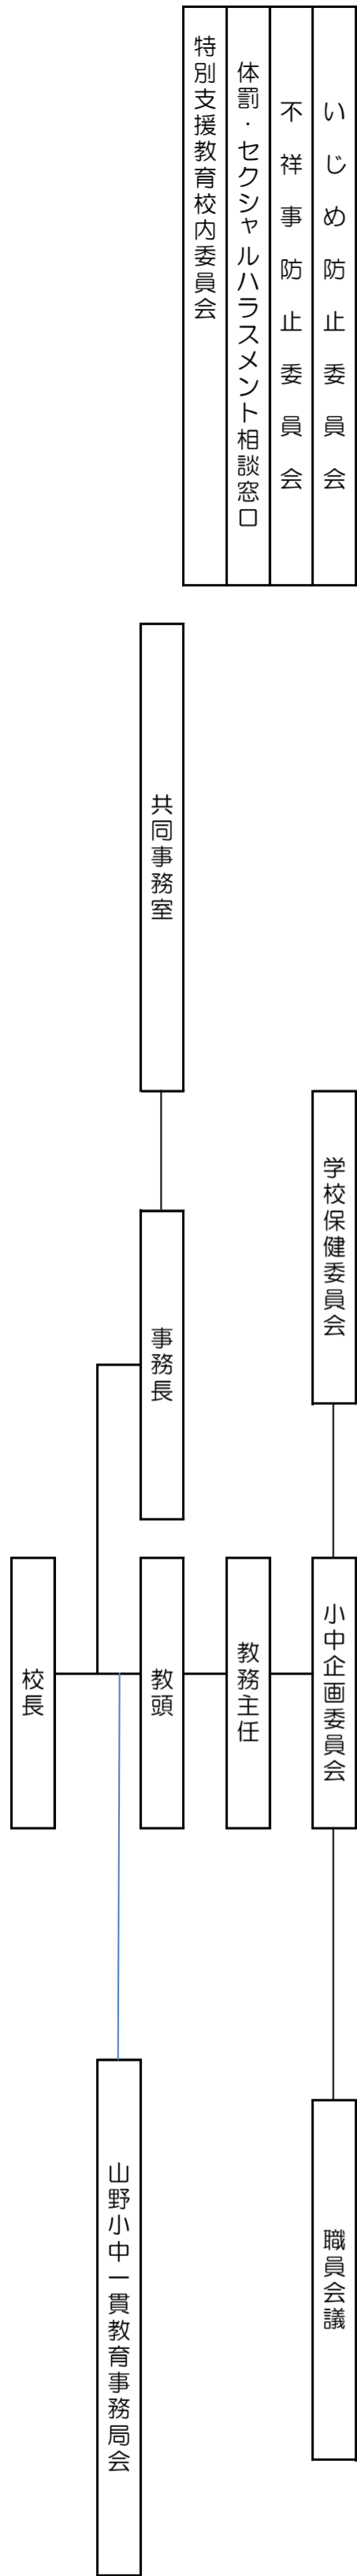 いじめ防止委員会
不祥事防止委員会
体罰・セクシャルハラスメント相談窓口
特別支援教育校内委員会
共同事務室
学校保健委員会
事務長
小中企画委員会
教務主任
教頭
校長
職員会議
山野小中一貫教育事務局会